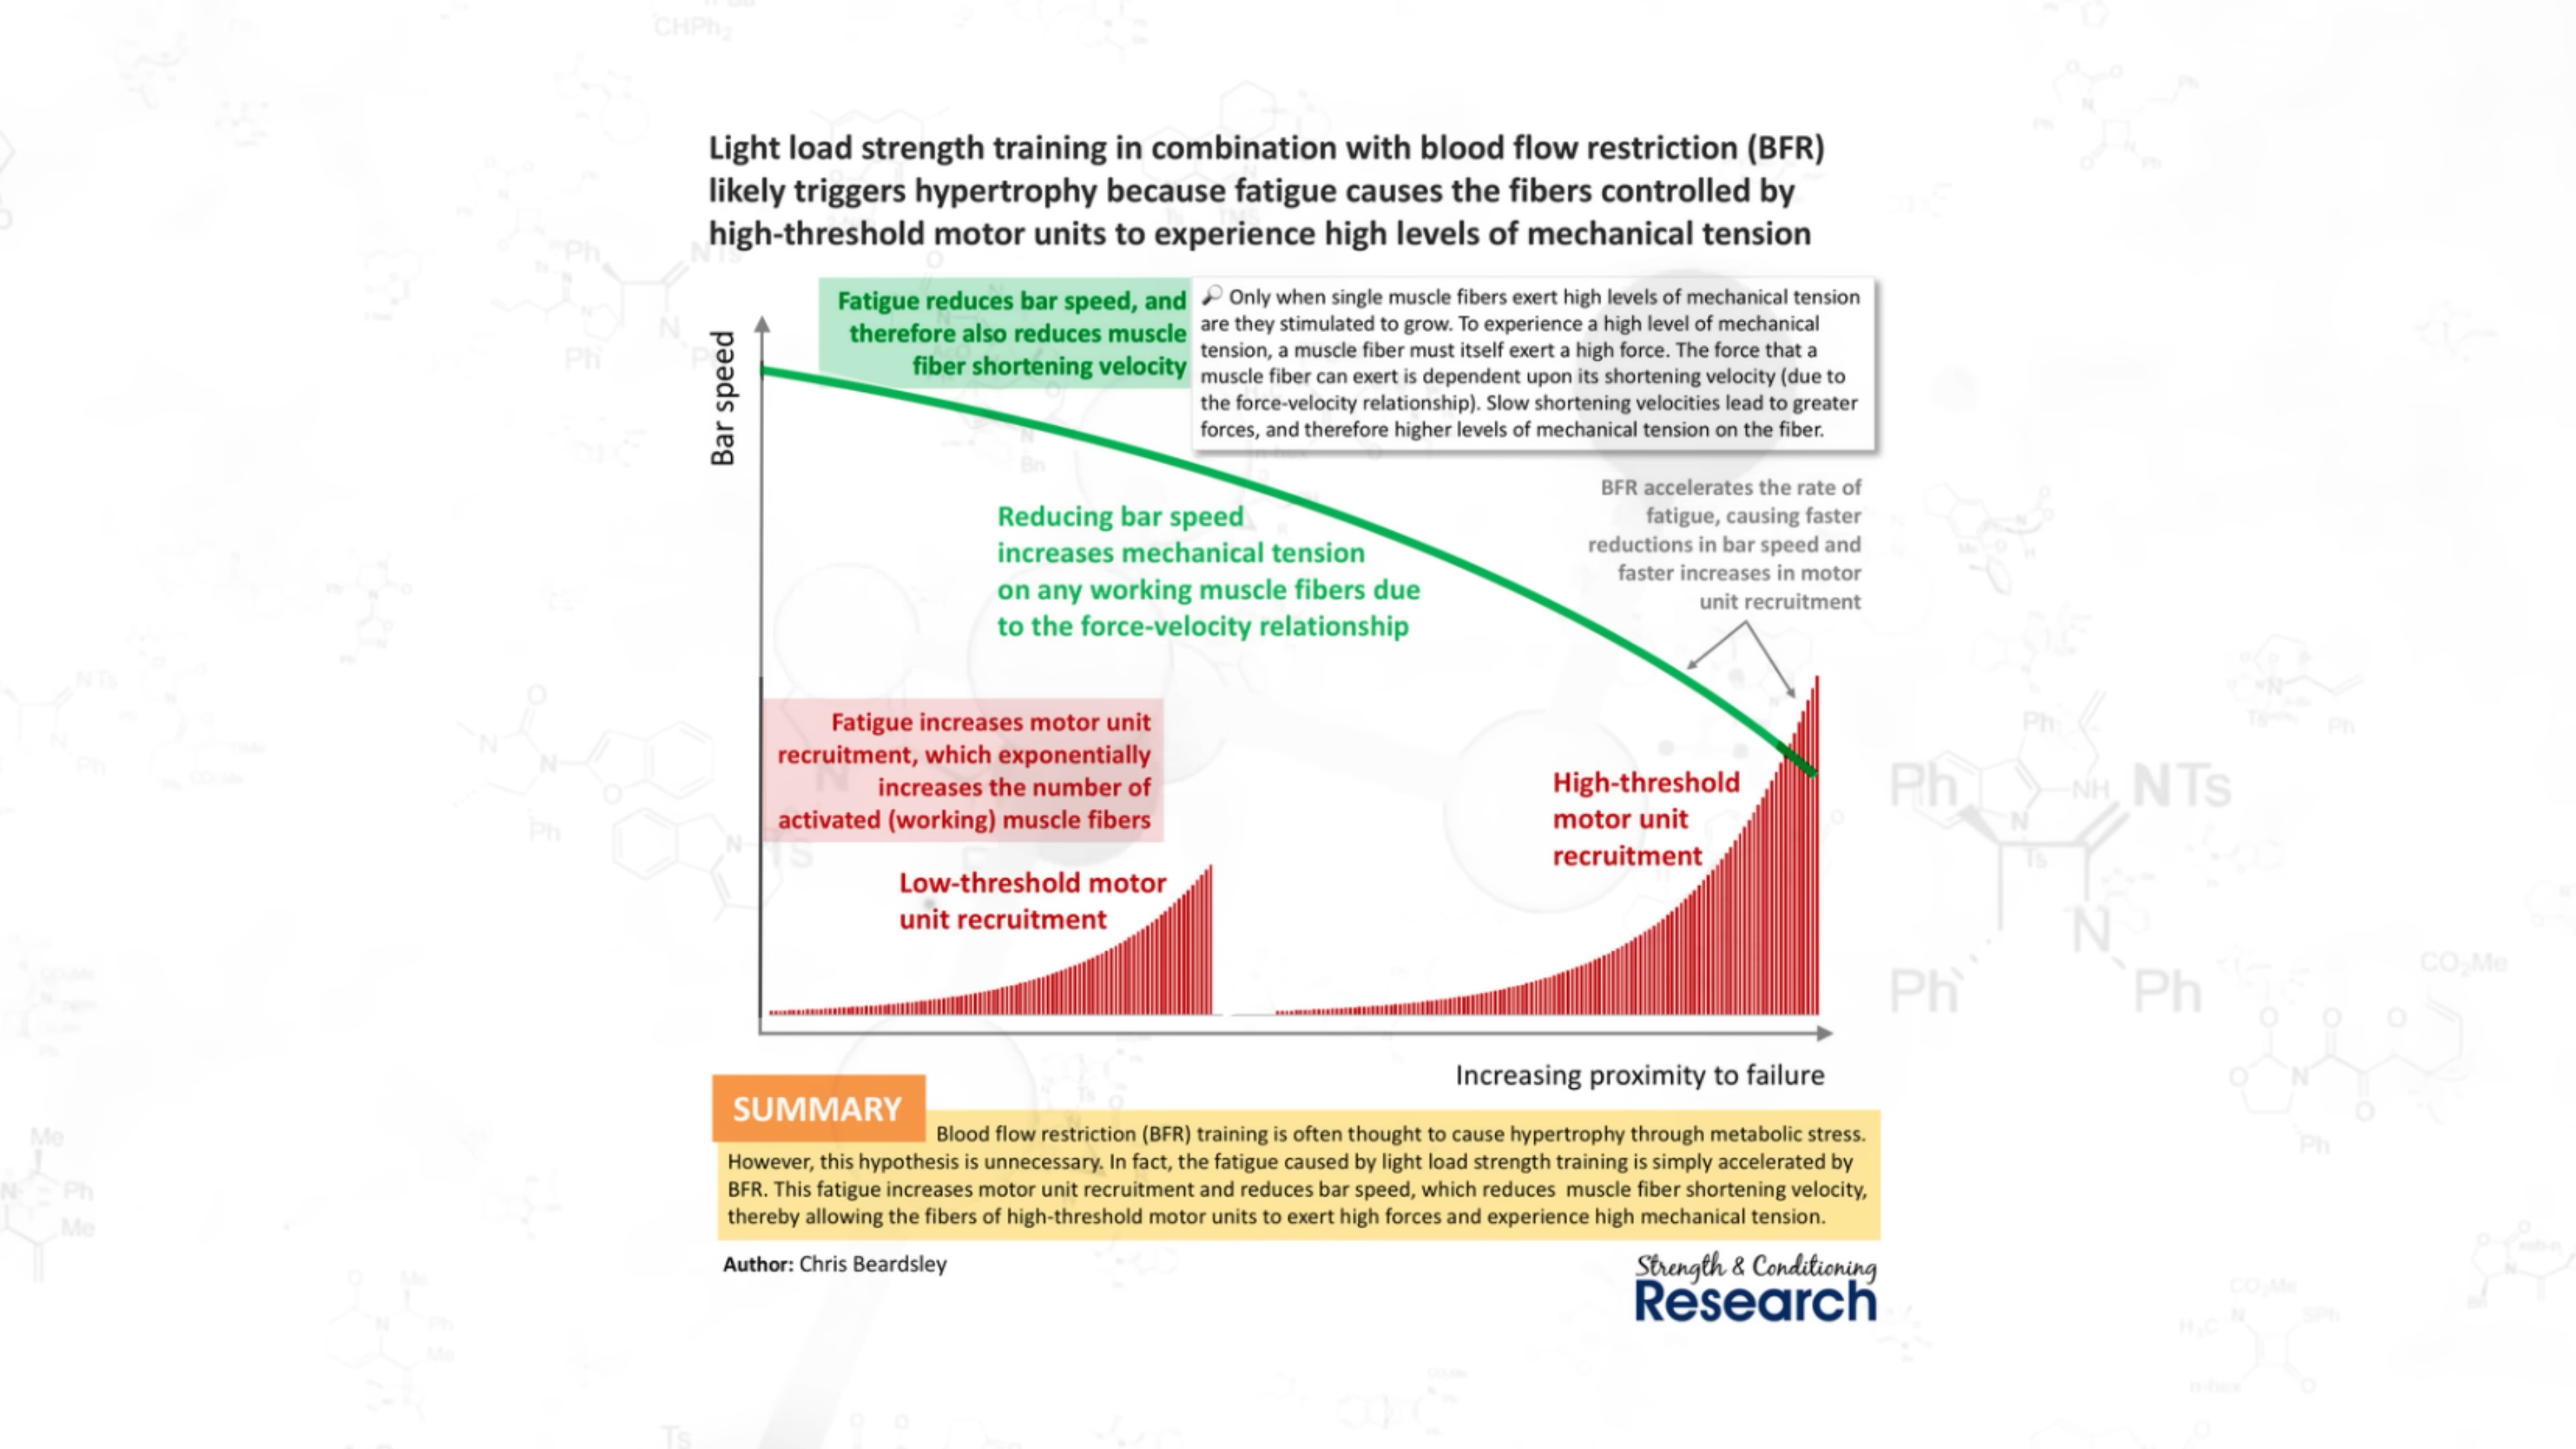 Light load strength training in combination with blood flow restriction (BFR)
likely triggers hypertrophy because fatigue causes the fibers controlled by
high-threshold motor units to experience high levels of mechanical tension
Fatigue reduces bar speed, and
therefore also reduces muscle
fiber shortening velocity
Only when single muscle fibers exert high levels of mechanical tension
are they stimulated to grow. To experience a high level of mechanical
tension, a muscle fiber must itself exert a high force. The force that a
muscle fiber can exert is dependent upon its shortening velocity (due to
the force-velocity relationship). Slow shortening velocities lead to greater
forces, and therefore higher levels of mechanical tension on the fiber.
Bar speed
BFR accelerates the rate of
fatigue, causing faster
reductions in bar speed and
faster increases in motor
unit recruitment
Reducing bar speed
increases mechanical tension
on any working muscle fibers due
to the force-velocity relationship
Fatigue increases motor unit
recruitment, which exponentially
increases the number of
activated (working) muscle fibers
High-threshold
motor unit
recruitment
Low-threshold motor
unit recruitment
Increasing proximity to failure
SUMMARY
Blood flow restriction (BFR) training is often thought to cause hypertrophy through metabolic stress.
However, this hypothesis is unnecessary. In fact, the fatigue caused by light load strength training is simply accelerated by
BFR. This fatigue increases motor unit recruitment and reduces bar speed, which reduces muscle fiber shortening velocity,
thereby allowing the fibers of high-threshold motor units to exert high forces and experience high mechanical tension.
Author: Chris Beardsley
Strength & Conditioning
Research
CHPh2
Ph
NTs
N
Ph
Ph
NTs
NH
N
Ph
Ph
CO2Me
Me
Ph
Me